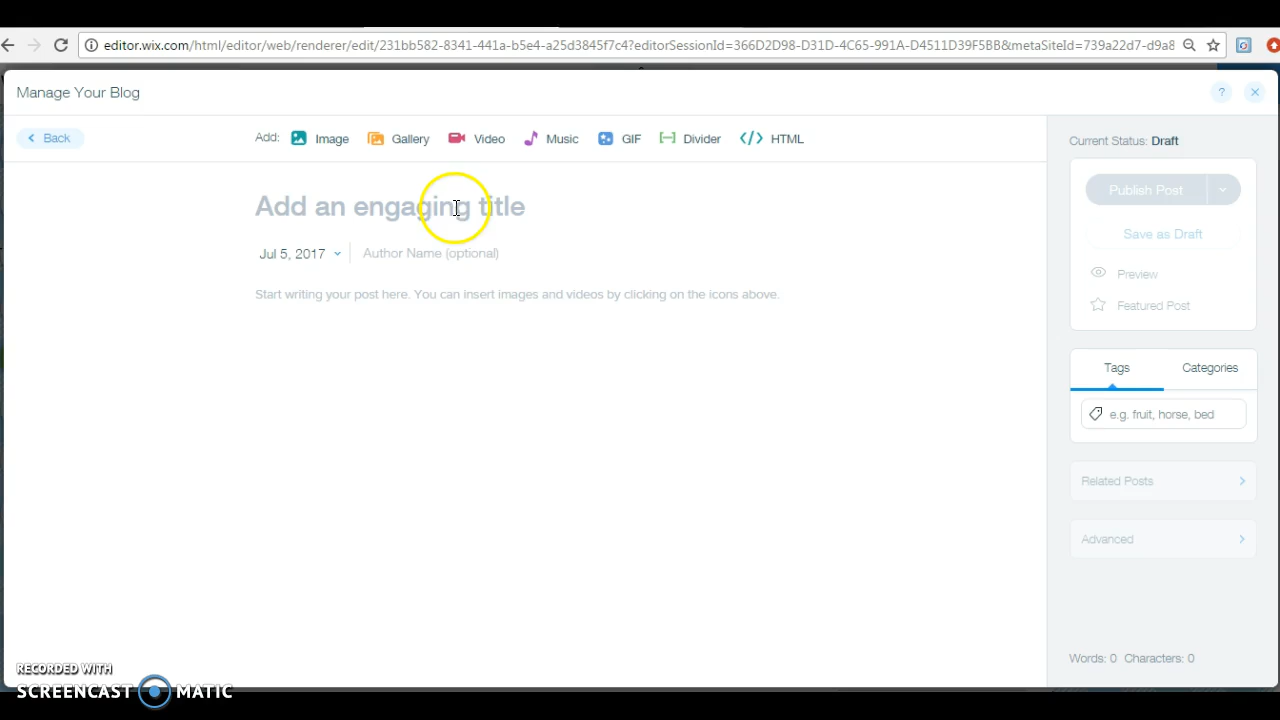 editor.wix.com/html/editor/web/renderer/edit/231bb582-8341-441a-b5e4-a25d3845f7c4?editorSessionId=366D2D98-D31D-4C65-991A-D4511D39F5BB&metaSiteId=739a22d7-d9a8
Manage Your Blog
?
Back
Add: Image Gallery Video Music GIF Divider HTML
Current Status: Draft
Add an engaging title
Publish Post
Jul 5, 2017 Author Name (optional)
Save as Draft
Start writing your post here. You can insert images and videos by clicking on the icons above.
Preview
Featured Post
Tags Categories
e.g. fruit, horse, bed
Related Posts
Advanced
Words: 0 Characters: 0
RECORDED WITH
SCREENCAST MATIC